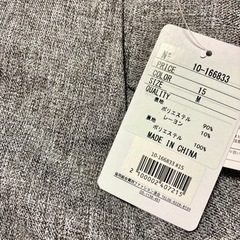 Nº 10-166833
PRICE
COLOR 15
SIZE M
QUALITY
表地
ポリエステル 90%
レーヨン 10%
裏地
ポリエステル 100%
MADE IN CHINA
10-166833 #15